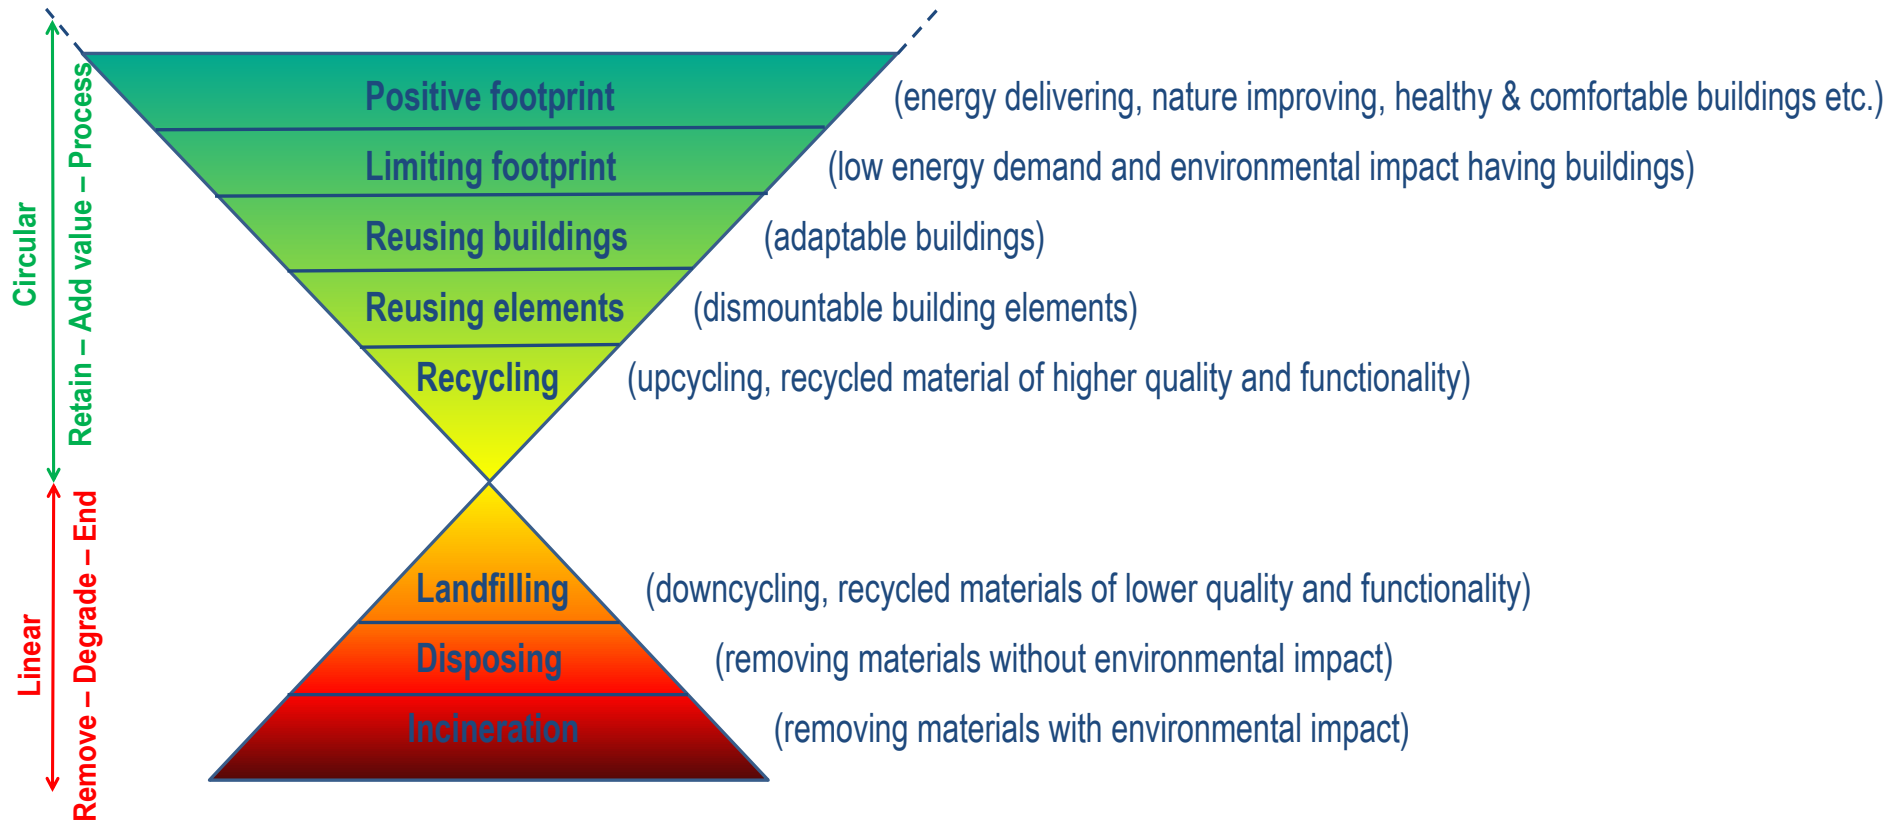 Positive footprint (energy delivering, nature improving, healthy & comfortable buildings etc.)
Limiting footprint (low energy demand and environmental impact having buildings)
Reusing buildings (adaptable buildings)
Reusing elements (dismountable building elements)
Recycling (upcycling, recycled material of higher quality and functionality)
Landfilling (downcycling, recycled materials of lower quality and functionality)
Disposing (removing materials without environmental impact)
Incineration (removing materials with environmental impact)
Circular
Retain – Add value – Process
Linear
Remove – Degrade – End